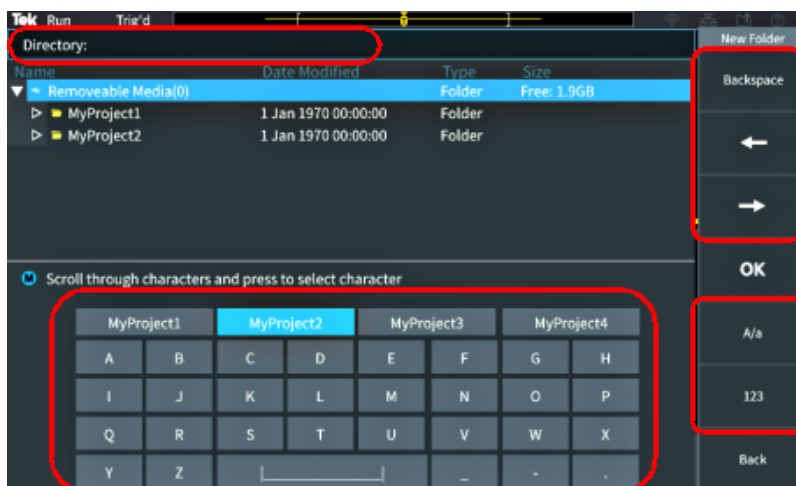 Tek Run Trig'd
New Folder
Directory:
Name Date Modified Type Size
Removeable Media(0) Folder Free: 1.9GB
MyProject1 1 Jan 1970 00:00:00 Folder
MyProject2 1 Jan 1970 00:00:00 Folder
Backspace
OK
A/a
123
Back
M Scroll through characters and press to select character
MyProject1 MyProject2 MyProject3 MyProject4
A B C D E F G H
I J K L M N O P
Q R S T U V W X
Y Z _ - .